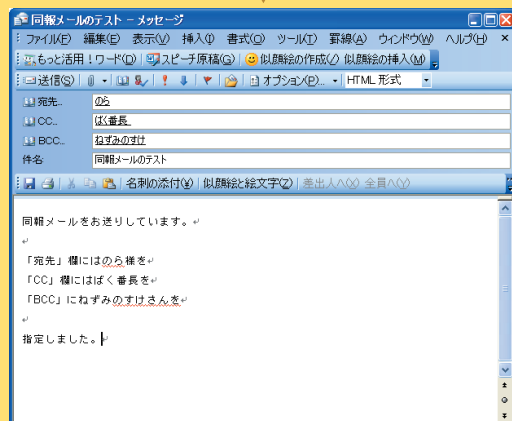 同報メールのテスト - メッセージ
ファイル(F) 編集(E) 表示(V) 挿入(I) 書式(O) ツール(T) 罫線(A) ウィンドウ(W) ヘルプ(H) ×
もっと活用!ワード(D) スピーチ原稿(G) 似顔絵の作成(Z) 似顔絵の挿入(M)
送信(S) オプション(P)... HTML 形式
宛先... のら
CC... ばく番長
BCC... ねずみのすけ
件名: 同報メールのテスト
名刺の添付(¥) 似顔絵と絵文字(Z) 差出人へ(X) 全員へ(Y)
同報メールをお送りしています。↵
↵
「宛先」欄にはのら様を↵
「CC」欄にはばく番長を↵
「BCC」にねずみのすけさんを↵
↵
指定しました。↵